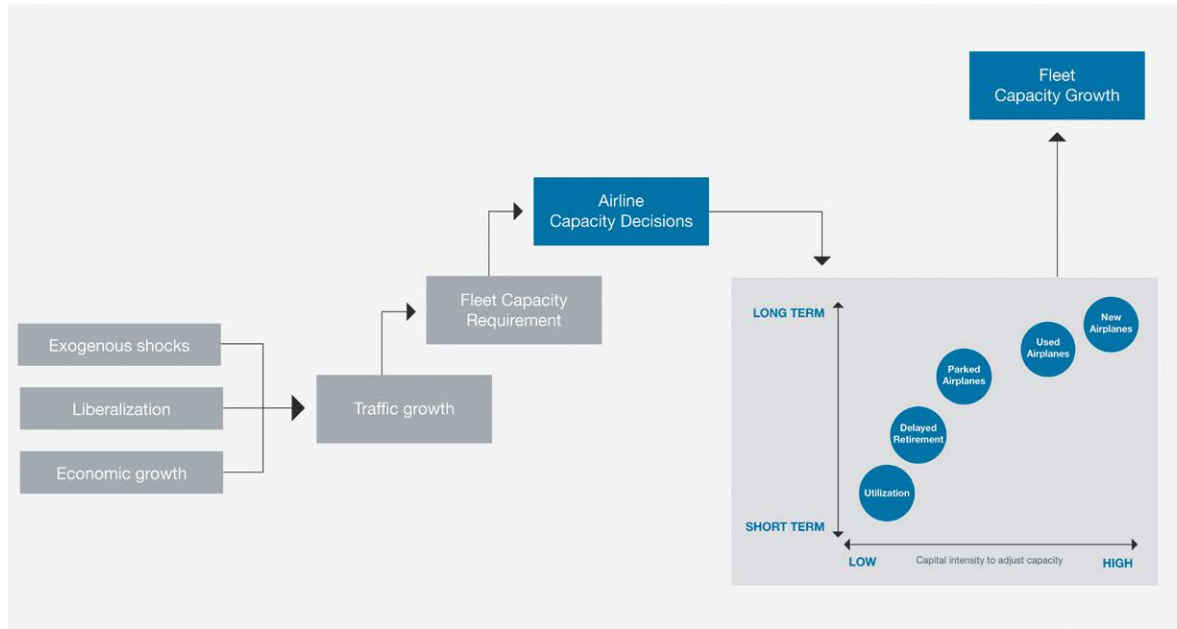 Fleet
Capacity Growth
Airline
Capacity Decisions
Fleet Capacity
Requirement
Exogenous shocks
Liberalization
Economic growth
Traffic growth
LONG TERM
New
Airplanes
Used
Airplanes
Parked
Airplanes
Delayed
Retirement
Utilization
SHORT TERM
LOW
Capital intensity to adjust capacity
HIGH